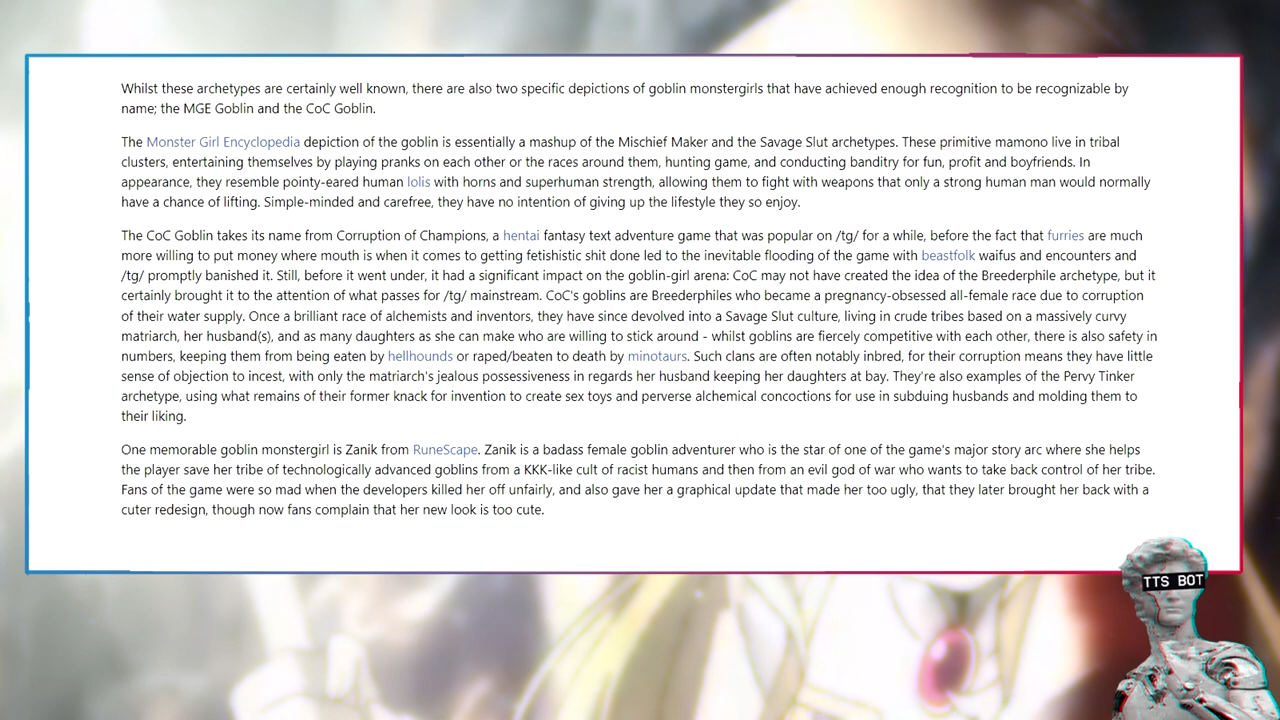 Whilst these archetypes are certainly well known, there are also two specific depictions of goblin monstergirls that have achieved enough recognition to be recognizable by
name; the MGE Goblin and the CoC Goblin.
The Monster Girl Encyclopedia depiction of the goblin is essentially a mashup of the Mischief Maker and the Savage Slut archetypes. These primitive mamono live in tribal
clusters, entertaining themselves by playing pranks on each other or the races around them, hunting game, and conducting banditry for fun, profit and boyfriends. In
appearance, they resemble pointy-eared human lolis with horns and superhuman strength, allowing them to fight with weapons that only a strong human man would normally
have a chance of lifting. Simple-minded and carefree, they have no intention of giving up the lifestyle they so enjoy.
The CoC Goblin takes its name from Corruption of Champions, a hentai fantasy text adventure game that was popular on /tg/ for a while, before the fact that furries are much
more willing to put money where mouth is when it comes to getting fetishistic shit done led to the inevitable flooding of the game with beastfolk waifus and encounters and
/tg/ promptly banished it. Still, before it went under, it had a significant impact on the goblin-girl arena: CoC may not have created the idea of the Breederphile archetype, but it
certainly brought it to the attention of what passes for /tg/ mainstream. CoC's goblins are Breederphiles who became a pregnancy-obsessed all-female race due to corruption
of their water supply. Once a brilliant race of alchemists and inventors, they have since devolved into a Savage Slut culture, living in crude tribes based on a massively curvy
matriarch, her husband(s), and as many daughters as she can make who are willing to stick around - whilst goblins are fiercely competitive with each other, there is also safety in
numbers, keeping them from being eaten by hellhounds or raped/beaten to death by minotaurs. Such clans are often notably inbred, for their corruption means they have little
sense of objection to incest, with only the matriarch's jealous possessiveness in regards her husband keeping her daughters at bay. They're also examples of the Pervy Tinker
archetype, using what remains of their former knack for invention to create sex toys and perverse alchemical concoctions for use in subduing husbands and molding them to
their liking.
One memorable goblin monstergirl is Zanik from RuneScape. Zanik is a badass female goblin adventurer who is the star of one of the game's major story arc where she helps
the player save her tribe of technologically advanced goblins from a KKK-like cult of racist humans and then from an evil god of war who wants to take back control of her tribe.
Fans of the game were so mad when the developers killed her off unfairly, and also gave her a graphical update that made her too ugly, that they later brought her back with a
cuter redesign, though now fans complain that her new look is too cute.
TTS BOT